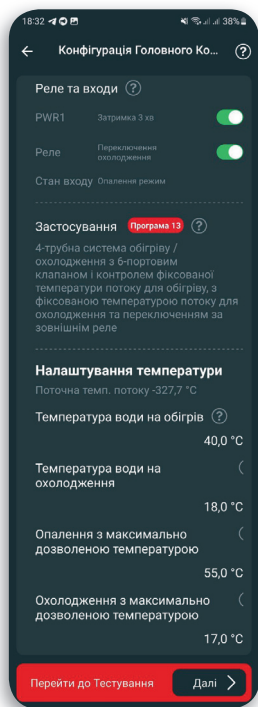 18:32 38%
Конфігурація Головного Ко...
Реле та входи
PWR1 Затримка 3 хв
Реле Переключення
охолодження
Стан входу Опалення режим
Застосування Програма 13
4-трубна система обігріву /
охолодження з 6-портовим
клапаном і контролем фіксованої
температури потоку для обігріву, з
фіксованою температурою потоку для
охолодження та переключенням за
зовнішнім реле
Налаштування температури
Поточна темп. потоку -327,7 °C
Температура води на обігрів
40,0 °C
Температура води на
охолодження
18,0 °C
Опалення з максимально
дозволеною температурою
55,0 °C
Охолодження з максимально
дозволеною температурою
17,0 °C
Перейти до Тестування Далі